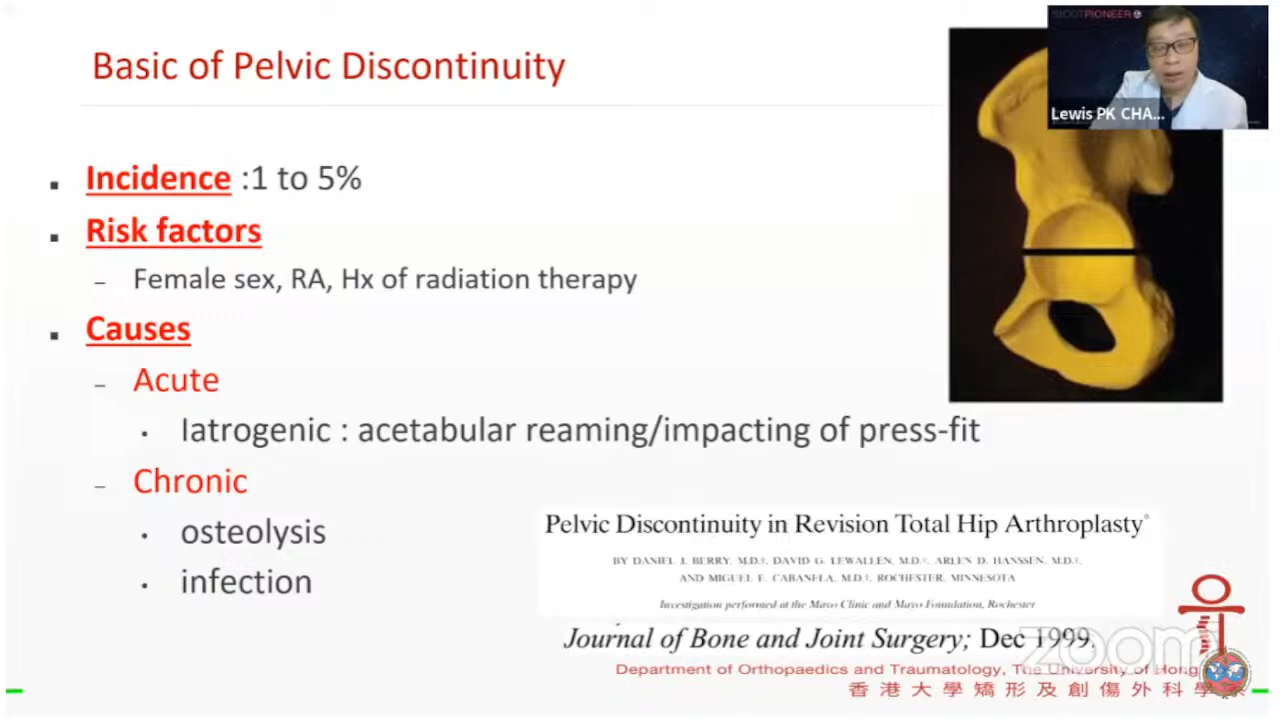 Basic of Pelvic Discontinuity
SPOTPIONEER
Lewis PK CHA...
Incidence :1 to 5%
Risk factors
– Female sex, RA, Hx of radiation therapy
Causes
– Acute
• Iatrogenic : acetabular reaming/impacting of press-fit
– Chronic
• osteolysis
• infection
Pelvic Discontinuity in Revision Total Hip Arthroplasty*
BY DANIEL J. BERRY, M.D.†, DAVID G. LEWALLEN, M.D.†, ARLEN D. HANSSEN, M.D.†,
AND MIGUEL E. CABANELA, M.D.†, ROCHESTER, MINNESOTA
Investigation performed at the Mayo Clinic and Mayo Foundation, Rochester
Journal of Bone and Joint Surgery; Dec 1999,
zoom
Department of Orthopaedics and Traumatology, The University of Hong
香港大學矯形及創傷外科學系